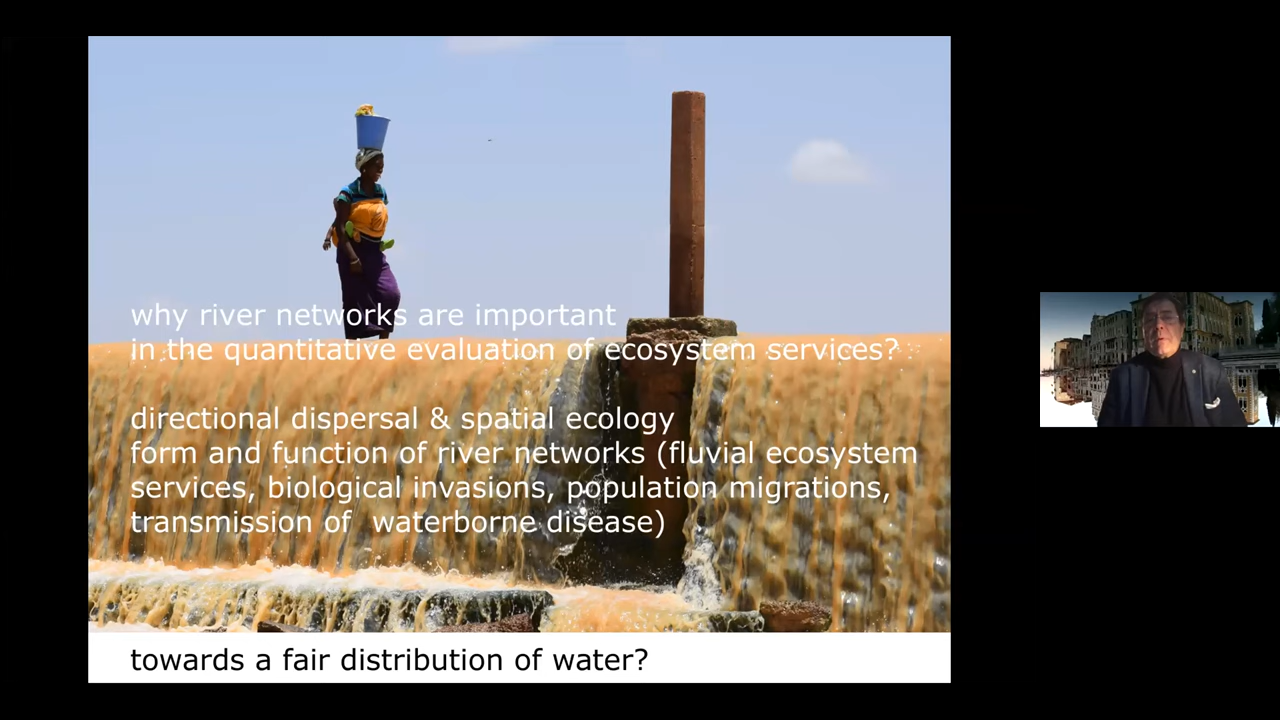 why river networks are important
in the quantitative evaluation of ecosystem services?
directional dispersal & spatial ecology
form and function of river networks (fluvial ecosystem
services, biological invasions, population migrations,
transmission of waterborne disease)
towards a fair distribution of water?